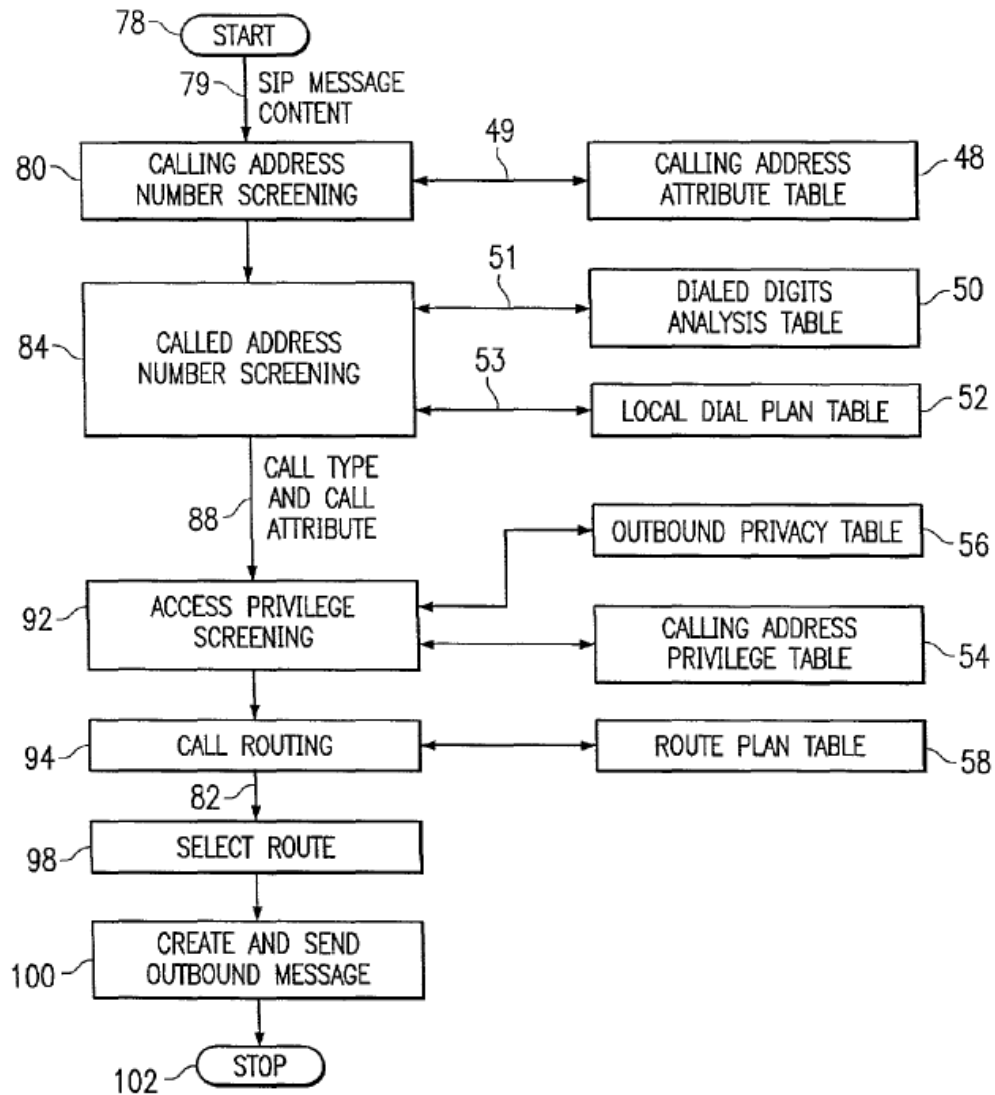 78
START
79
SIP MESSAGE
CONTENT
80
CALLING ADDRESS
NUMBER SCREENING
49
CALLING ADDRESS
ATTRIBUTE TABLE
48
84
CALLED ADDRESS
NUMBER SCREENING
51
DIALED DIGITS
ANALYSIS TABLE
50
53
LOCAL DIAL PLAN TABLE
52
88
CALL TYPE
AND CALL
ATTRIBUTE
OUTBOUND PRIVACY TABLE
56
92
ACCESS PRIVILEGE
SCREENING
CALLING ADDRESS
PRIVILEGE TABLE
54
94
CALL ROUTING
ROUTE PLAN TABLE
58
82
98
SELECT ROUTE
100
CREATE AND SEND
OUTBOUND MESSAGE
102
STOP